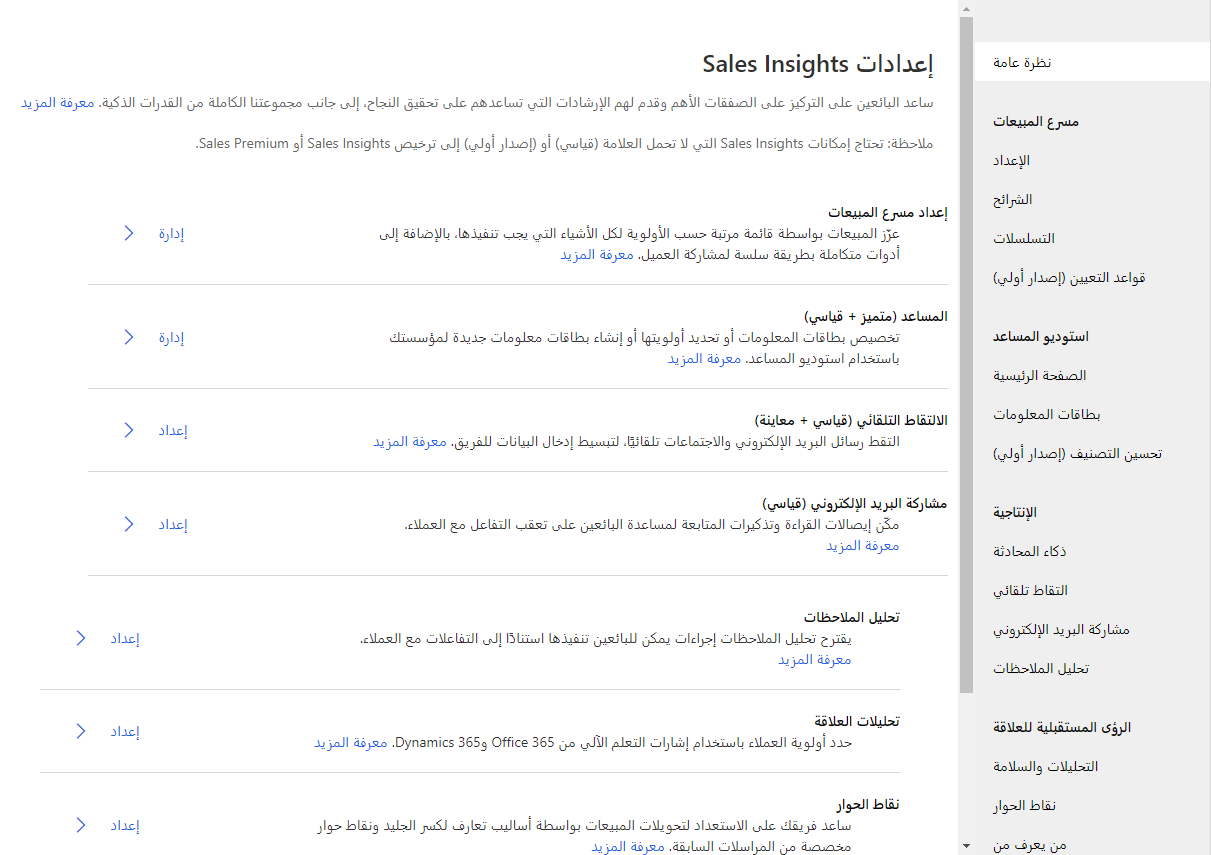 نظرة عامة
مسرع المبيعات
الإعداد
الشرائح
التسلسلات
قواعد التعيين (إصدار أولي)
استوديو المساعد
الصفحة الرئيسية
بطاقات المعلومات
تحسين التصنيف (إصدار أولي)
الإنتاجية
ذكاء المحادثة
التقاط تلقائي
مشاركة البريد الإلكتروني
تحليل الملاحظات
الرؤى المستقبلية للعلاقة
التحليلات والسلامة
نقاط الحوار
من يعرف من
إعدادات Sales Insights
ساعد البائعين على التركيز على الصفقات الأهم وقدم لهم الإرشادات التي تساعدهم على تحقيق النجاح، إلى جانب مجموعتنا الكاملة من القدرات الذكية. معرفة المزيد
ملاحظة: تحتاج إمكانات Sales Insights التي لا تحمل العلامة (قياسي) أو (إصدار أولي) إلى ترخيص Sales Insights أو Sales Premium.
إعداد مسرع المبيعات
عزّز المبيعات بواسطة قائمة مرتبة حسب الأولوية لكل الأشياء التي يجب تنفيذها، بالإضافة إلى
أدوات متكاملة بطريقة سلسة لمشاركة العميل. معرفة المزيد
إدارة
المساعد (متميز + قياسي)
تخصيص بطاقات المعلومات أو تحديد أولويتها أو إنشاء بطاقات معلومات جديدة لمؤسستك
باستخدام استوديو المساعد. معرفة المزيد
إدارة
الالتقاط التلقائي (قياسي + معاينة)
التقط رسائل البريد الإلكتروني والاجتماعات تلقائيًا، لتبسيط إدخال البيانات للفريق. معرفة المزيد
إعداد
مشاركة البريد الإلكتروني (قياسي)
مكّن إيصالات القراءة وتذكيرات المتابعة لمساعدة البائعين على تعقب التفاعل مع العملاء.
معرفة المزيد
إعداد
تحليل الملاحظات
يقترح تحليل الملاحظات إجراءات يمكن للبائعين تنفيذها استنادًا إلى التفاعلات مع العملاء.
معرفة المزيد
إعداد
تحليلات العلاقة
حدد أولوية العملاء باستخدام إشارات التعلم الآلي من Office 365 وDynamics 365. معرفة المزيد
إعداد
نقاط الحوار
ساعد فريقك على الاستعداد لتحويلات المبيعات بواسطة أساليب تعارف لكسر الجليد ونقاط حوار
مخصصة من المراسلات السابقة. معرفة المزيد
إعداد